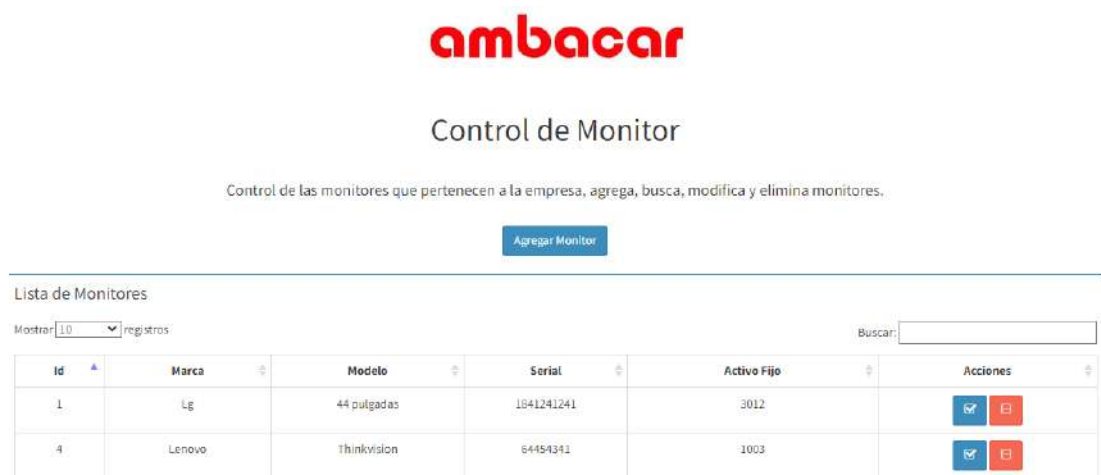 ambacar
Control de Monitor
Control de las monitores que pertenecen a la empresa, agrega, busca, modifica y elimina monitores.
Agregar Monitor
Lista de Monitores
Mostrar 10 registros Buscar:
Id Marca Modelo Serial Activo Fijo Acciones
1 Lg 44 pulgadas 1841241241 3012
4 Lenovo Thinkvision 64454341 1003